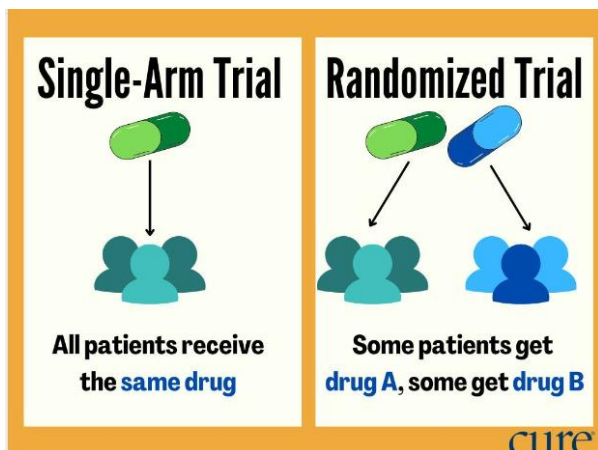 Single-Arm Trial
All patients receive
the same drug
Randomized Trial
Some patients get
drug A, some get drug B
cure